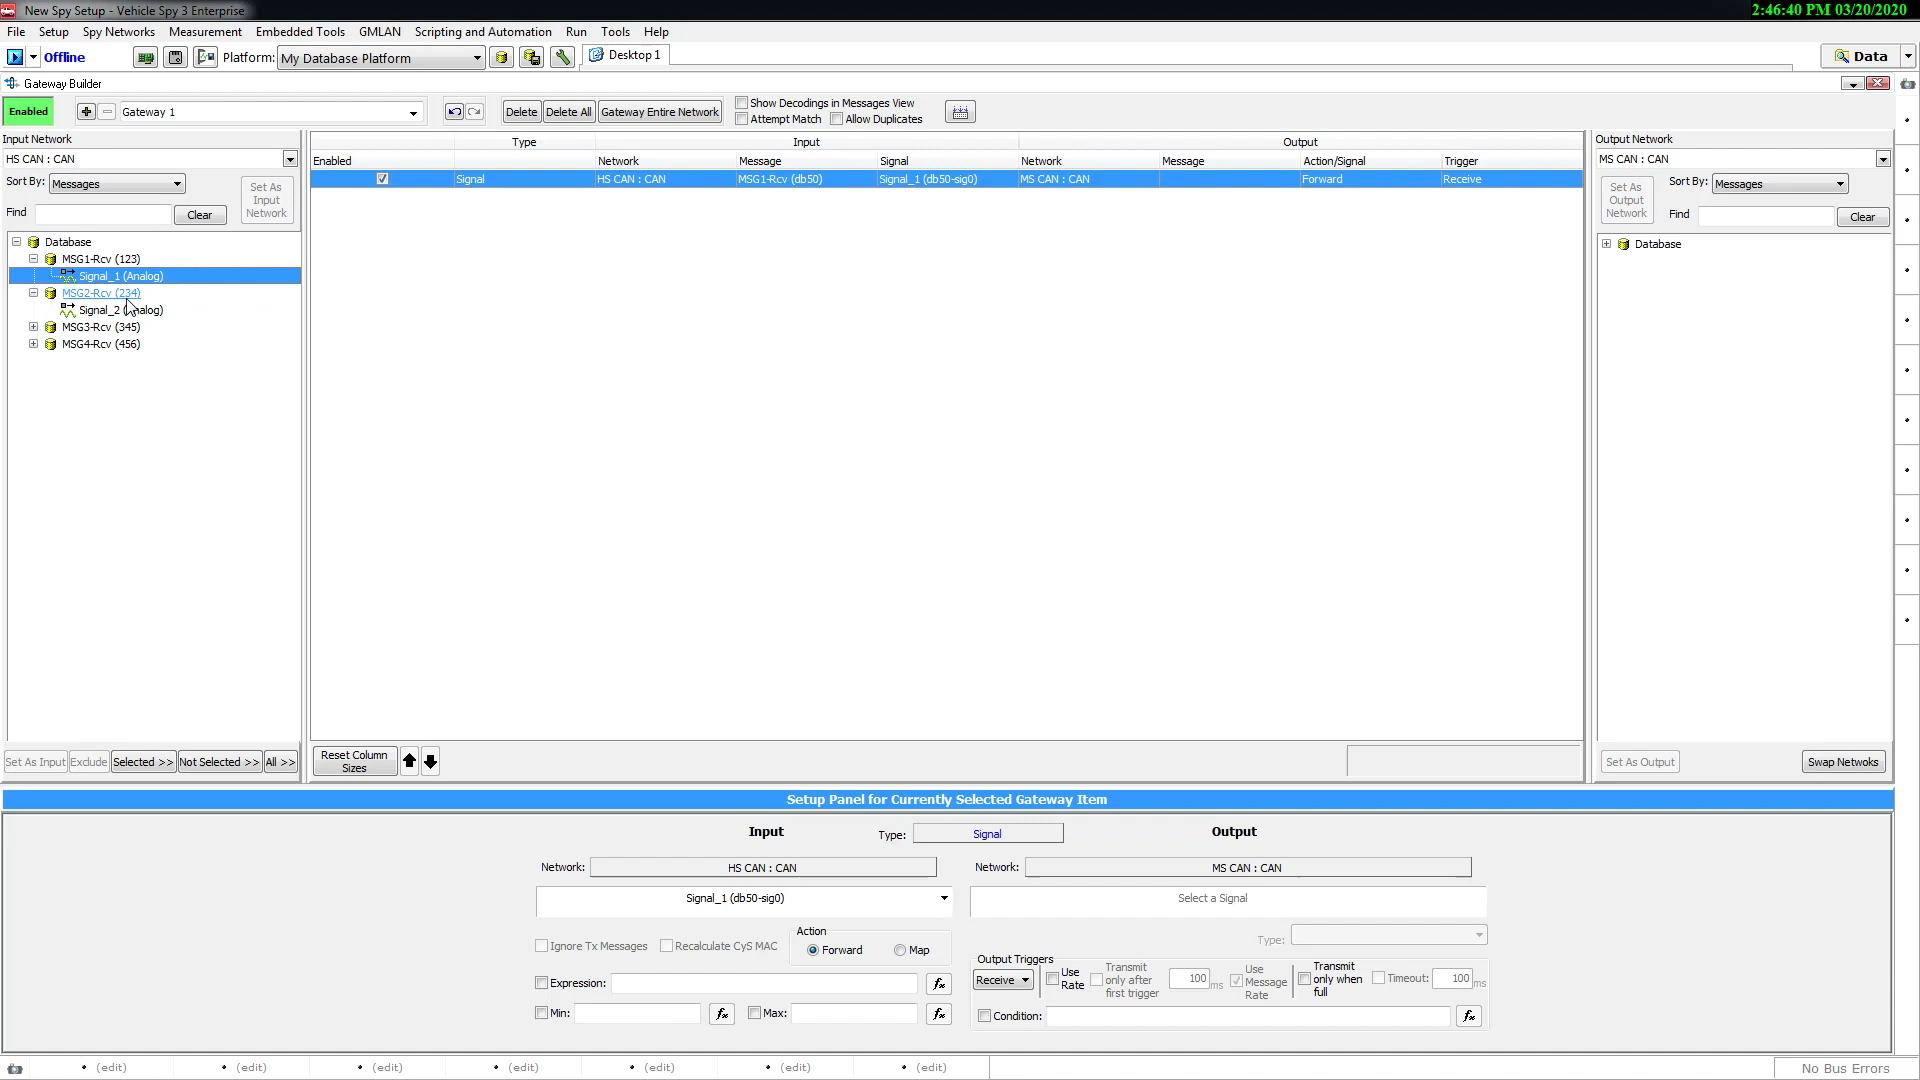 New Spy Setup - Vehicle Spy 3 Enterprise
2:46:40 PM 03/20/2020
File Setup Spy Networks Measurement Embedded Tools GMLAN Scripting and Automation Run Tools Help
Offline Platform: My Database Platform Desktop 1 Data
Gateway Builder
Enabled Gateway 1 Delete Delete All Gateway Entire Network
Show Decodings in Messages View
Attempt Match Allow Duplicates
Input Network
HS CAN : CAN
Sort By: Messages
Set As Input Network
Find Clear
Database
MSG1-Rcv (123)
Signal_1 (Analog)
MSG2-Rcv (234)
Signal_2 ( nalog)
MSG3-Rcv (345)
MSG4-Rcv (456)
Set As Input Exclude Selected >> Not Selected >> All >>
Type Input Output
Enabled Network Message Signal Network Message Action/Signal Trigger
Signal HS CAN : CAN MSG1-Rcv (db50) Signal_1 (db50-sig0) MS CAN : CAN Forward Receive
Reset Column Sizes
Output Network
MS CAN : CAN
Set As Output Network
Sort By: Messages
Find Clear
Database
Set As Output Swap Netwoks
Setup Panel for Currently Selected Gateway Item
Input Type: Signal Output
Network: HS CAN : CAN Network: MS CAN : CAN
Signal_1 (db50-sig0) Select a Signal
Ignore Tx Messages Recalculate CyS MAC
Action
Forward Map
Type:
Expression: fx
Min: fx Max: fx
Output Triggers
Receive Use Rate Transmit only after first trigger 100 ms Use Message Rate Transmit only when full Timeout: 100 ms
Condition: fx
(edit) (edit) (edit) (edit) (edit) (edit) (edit) No Bus Errors